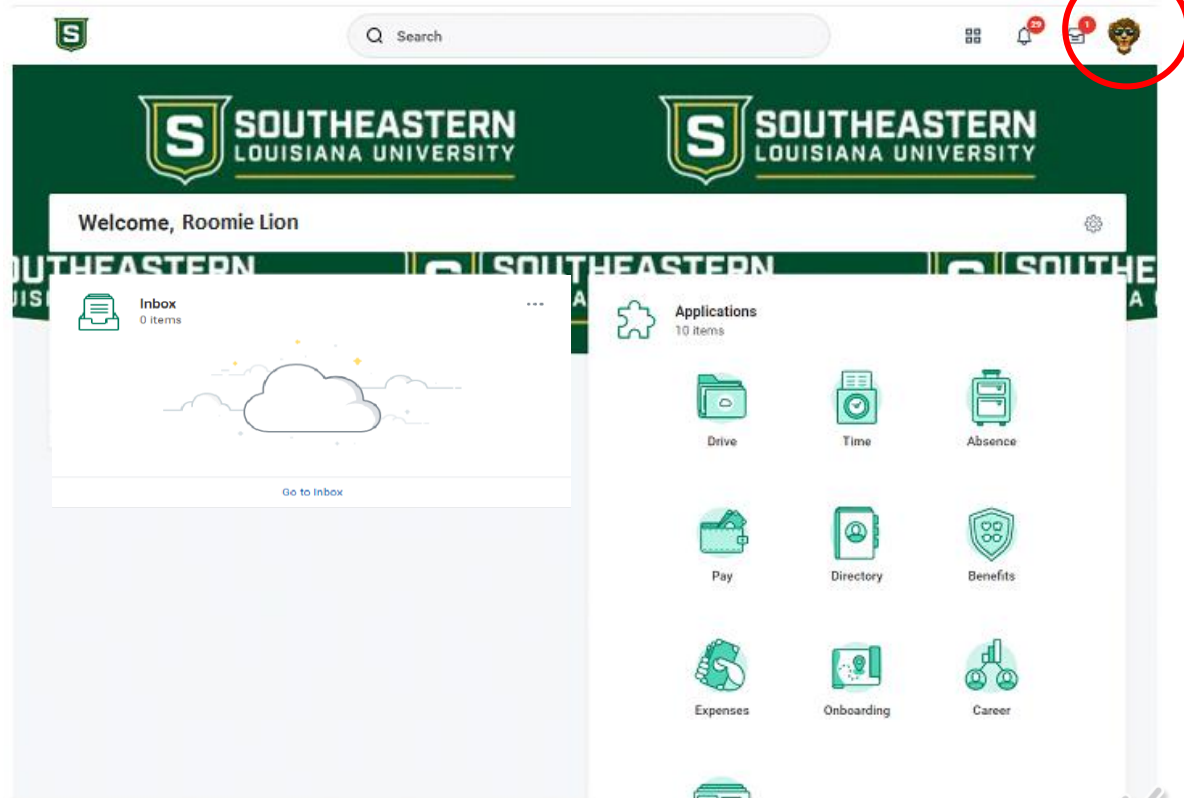 S
Search
29
1
S SOUTHEASTERN
LOUISIANA UNIVERSITY
S SOUTHEASTERN
LOUISIANA UNIVERSITY
Welcome, Roomie Lion
SOUTHEASTERN
Inbox
0 items
Go to Inbox
Applications
10 items
Drive
Time
Absence
Pay
Directory
Benefits
Expenses
Onboarding
Career